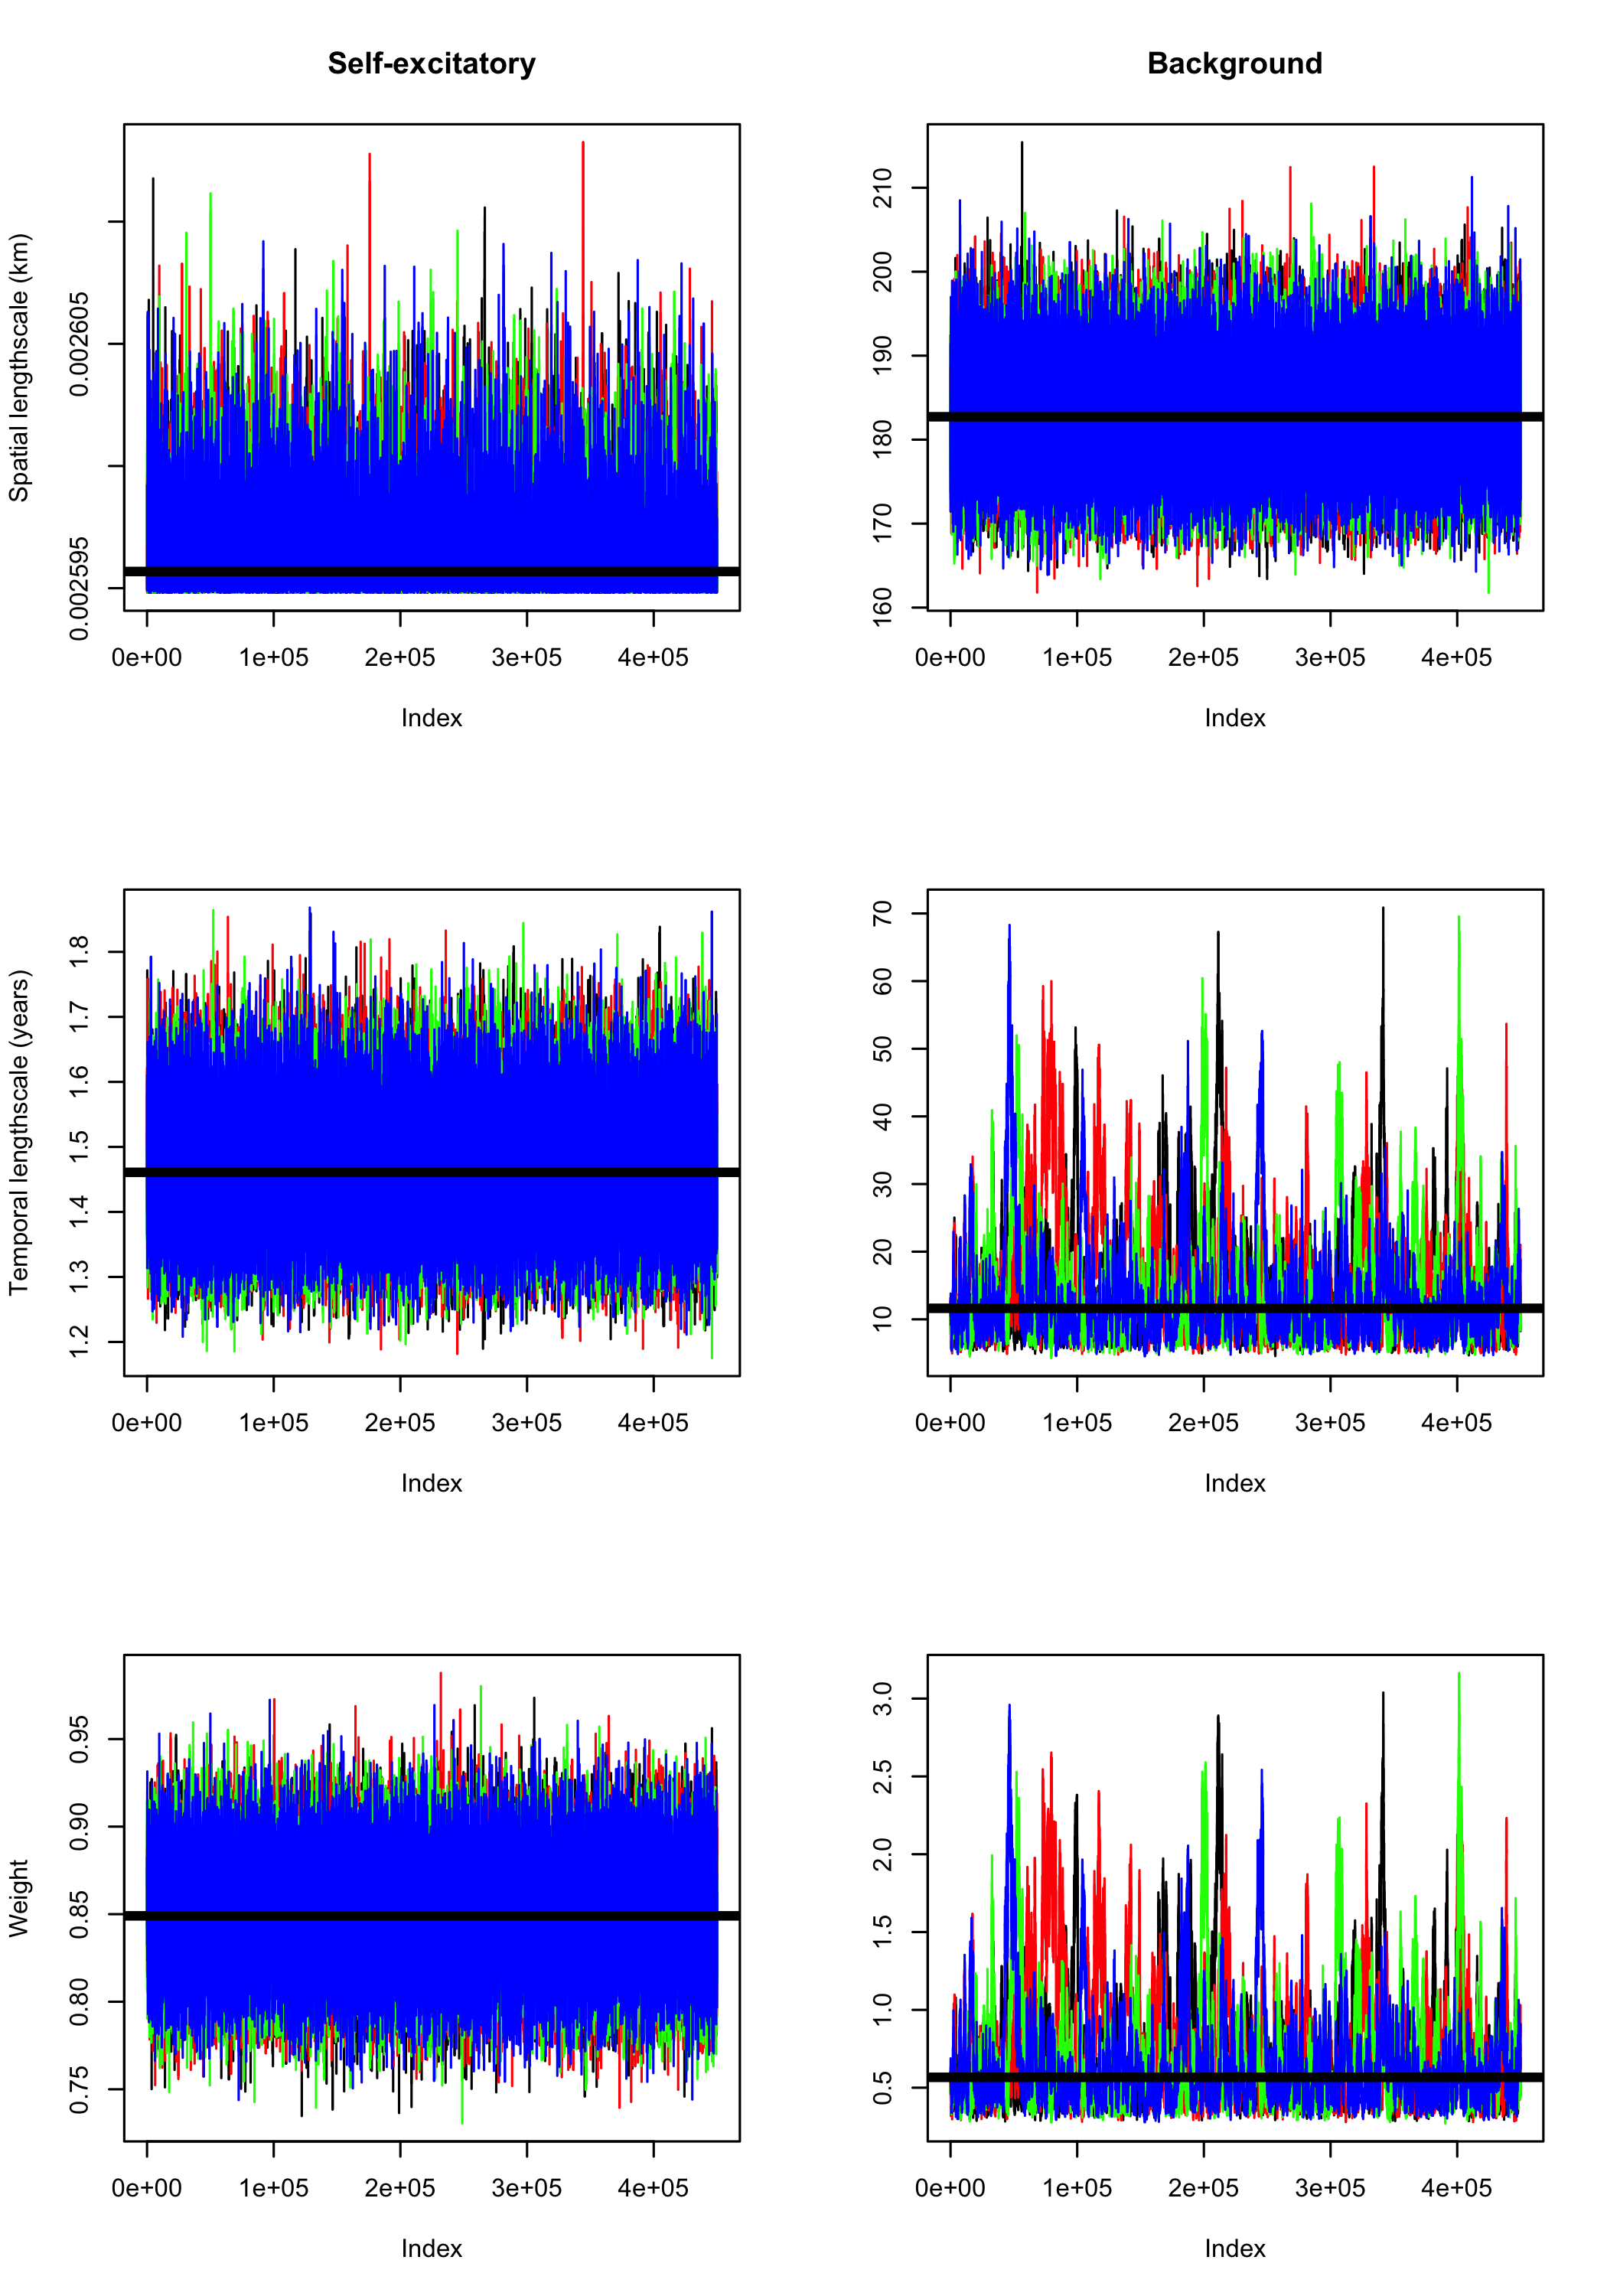 Self-excitatory
Background
Spatial lengthscale (km)
0.002595 0.002605
0e+00 1e+05 2e+05 3e+05 4e+05
Index
160 170 180 190 200 210
0e+00 1e+05 2e+05 3e+05 4e+05
Index
Temporal lengthscale (years)
1.2 1.3 1.4 1.5 1.6 1.7 1.8
0e+00 1e+05 2e+05 3e+05 4e+05
Index
10 20 30 40 50 60 70
0e+00 1e+05 2e+05 3e+05 4e+05
Index
Weight
0.75 0.80 0.85 0.90 0.95
0e+00 1e+05 2e+05 3e+05 4e+05
Index
0.5 1.0 1.5 2.0 2.5 3.0
0e+00 1e+05 2e+05 3e+05 4e+05
Index